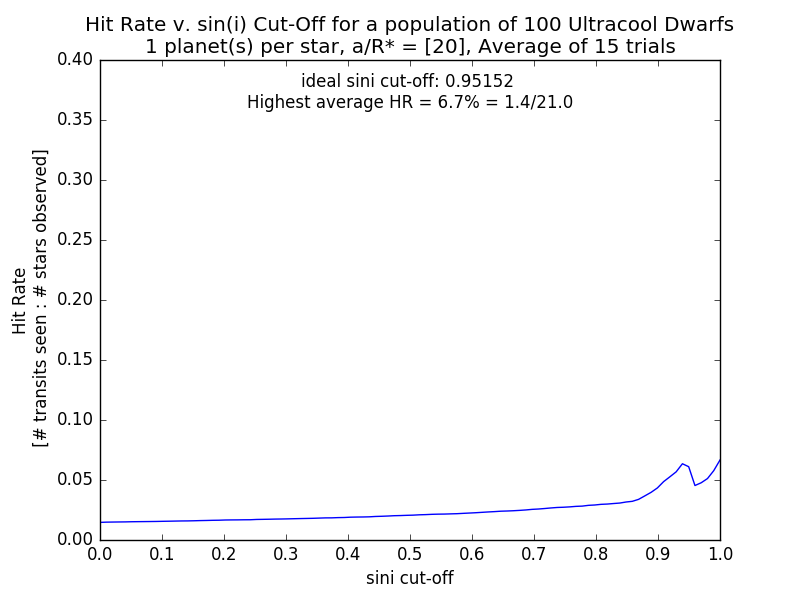 Hit Rate v. sin(i) Cut-Off for a population of 100 Ultracool Dwarfs
1 planet(s) per star, a/R* = [20], Average of 15 trials
ideal sini cut-off: 0.95152
Highest average HR = 6.7% = 1.4/21.0
Hit Rate
[# transits seen : # stars observed]
0.40
0.35
0.30
0.25
0.20
0.15
0.10
0.05
0.00
0.0 0.1 0.2 0.3 0.4 0.5 0.6 0.7 0.8 0.9 1.0
sini cut-off